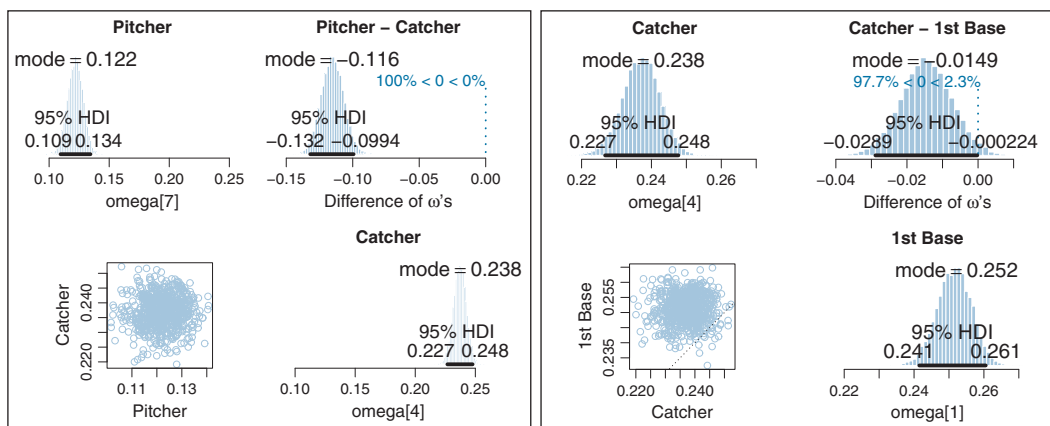 Pitcher
mode = 0.122
95% HDI
0.109 0.134
0.10 0.15 0.20 0.25
omega[7]
Pitcher − Catcher
mode = −0.116
100% < 0 < 0%
95% HDI
−0.132 −0.0994
−0.15 −0.10 −0.05 0.00
Difference of ω's
Catcher
0.220 0.240
0.11 0.13
Pitcher
Catcher
mode = 0.238
95% HDI
0.227 0.248
0.10 0.15 0.20 0.25
omega[4]
Catcher
mode = 0.238
95% HDI
0.227 0.248
0.22 0.24 0.26
omega[4]
Catcher − 1st Base
mode = −0.0149
97.7% < 0 < 2.3%
95% HDI
−0.0289 −0.000224
−0.04 −0.02 0.00
Difference of ω's
1st Base
0.235 0.255
0.220 0.240
Catcher
1st Base
mode = 0.252
95% HDI
0.241 0.261
0.22 0.24 0.26
omega[1]